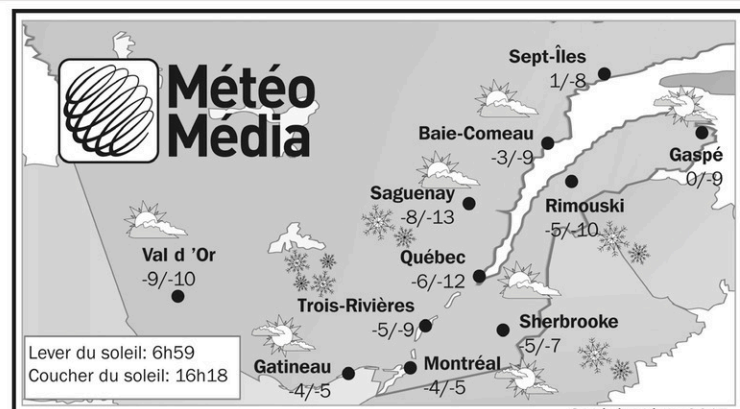 Météo
Média
Sept-Îles
1/-8
Baie-Comeau
-3/-9
Gaspé
0/-9
Saguenay
-8/-13
Rimouski
-5/-10
Val d 'Or
-9/-10
Québec
-6/-12
Trois-Rivières
-5/-9
Sherbrooke
-5/-7
Lever du soleil: 6h59
Coucher du soleil: 16h18
Gatineau
-4/-5
Montréal
-4/-5